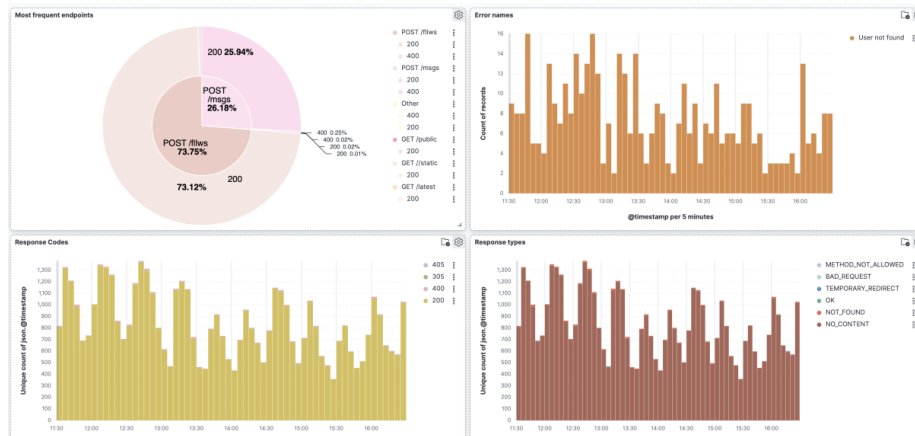 Most frequent endpoints
200 25.94%
POST
/msgs
26.18%
POST /flws
73.75%
200
73.12%
400 0.25%
400 0.02%
200 0.02%
200 0.01%
POST /flws
200
400
POST /msgs
200
400
Other
400
200
GET /public
200
GET //static
200
GET /latest
200
Error names
Count of records
16
14
12
10
8
6
4
2
0
11:30 12:00 12:30 13:00 13:30 14:00 14:30 15:00 15:30 16:00
@timestamp per 5 minutes
User not found
Response Codes
Unique count of json.@timestamp
1,300
1,200
1,100
1,000
900
800
700
600
500
400
300
200
100
0
11:30 12:00 12:30 13:00 13:30 14:00 14:30 15:00 15:30 16:00
405
305
400
200
Response types
Unique count of json.@timestamp
1,300
1,200
1,100
1,000
900
800
700
600
500
400
300
200
100
0
11:30 12:00 12:30 13:00 13:30 14:00 14:30 15:00 15:30 16:00
METHOD_NOT_ALLOWED
BAD_REQUEST
TEMPORARY_REDIRECT
OK
NOT_FOUND
NO_CONTENT